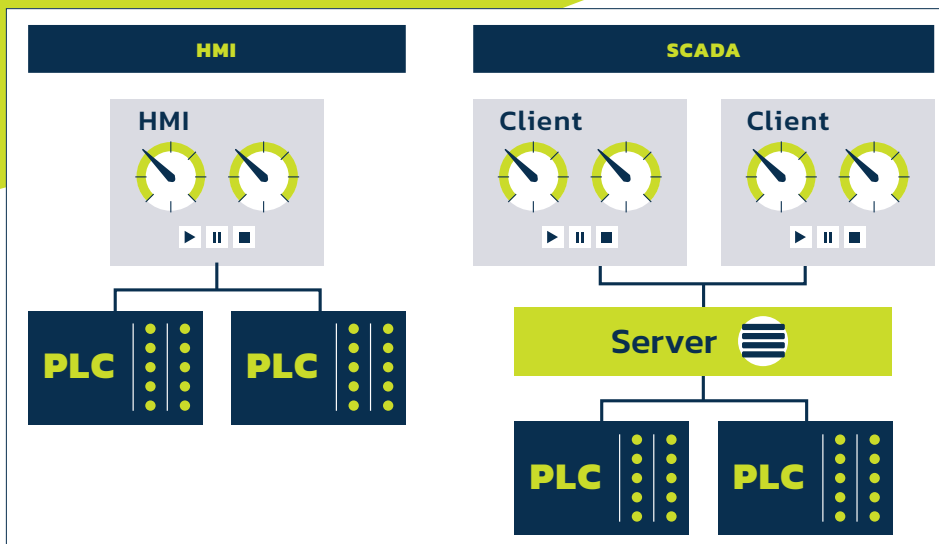 HMI
HMI
PLC
PLC
SCADA
Client
Client
Server
PLC
PLC